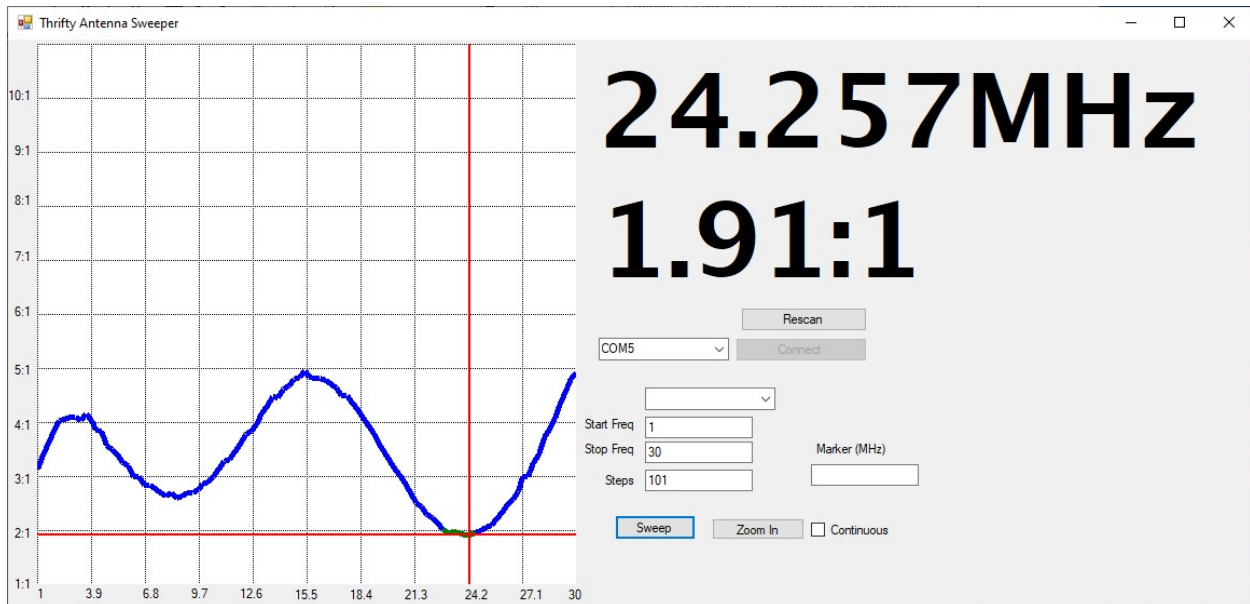 Thrifty Antenna Sweeper
24.257MHz
1.91:1
10:1
9:1
8:1
7:1
6:1
5:1
4:1
3:1
2:1
1:1
1 3.9 6.8 9.7 12.6 15.5 18.4 21.3 24.2 27.1 30
Rescan
COM5 Connect
Start Freq 1
Stop Freq 30 Marker (MHz)
Steps 101
Sweep Zoom In Continuous